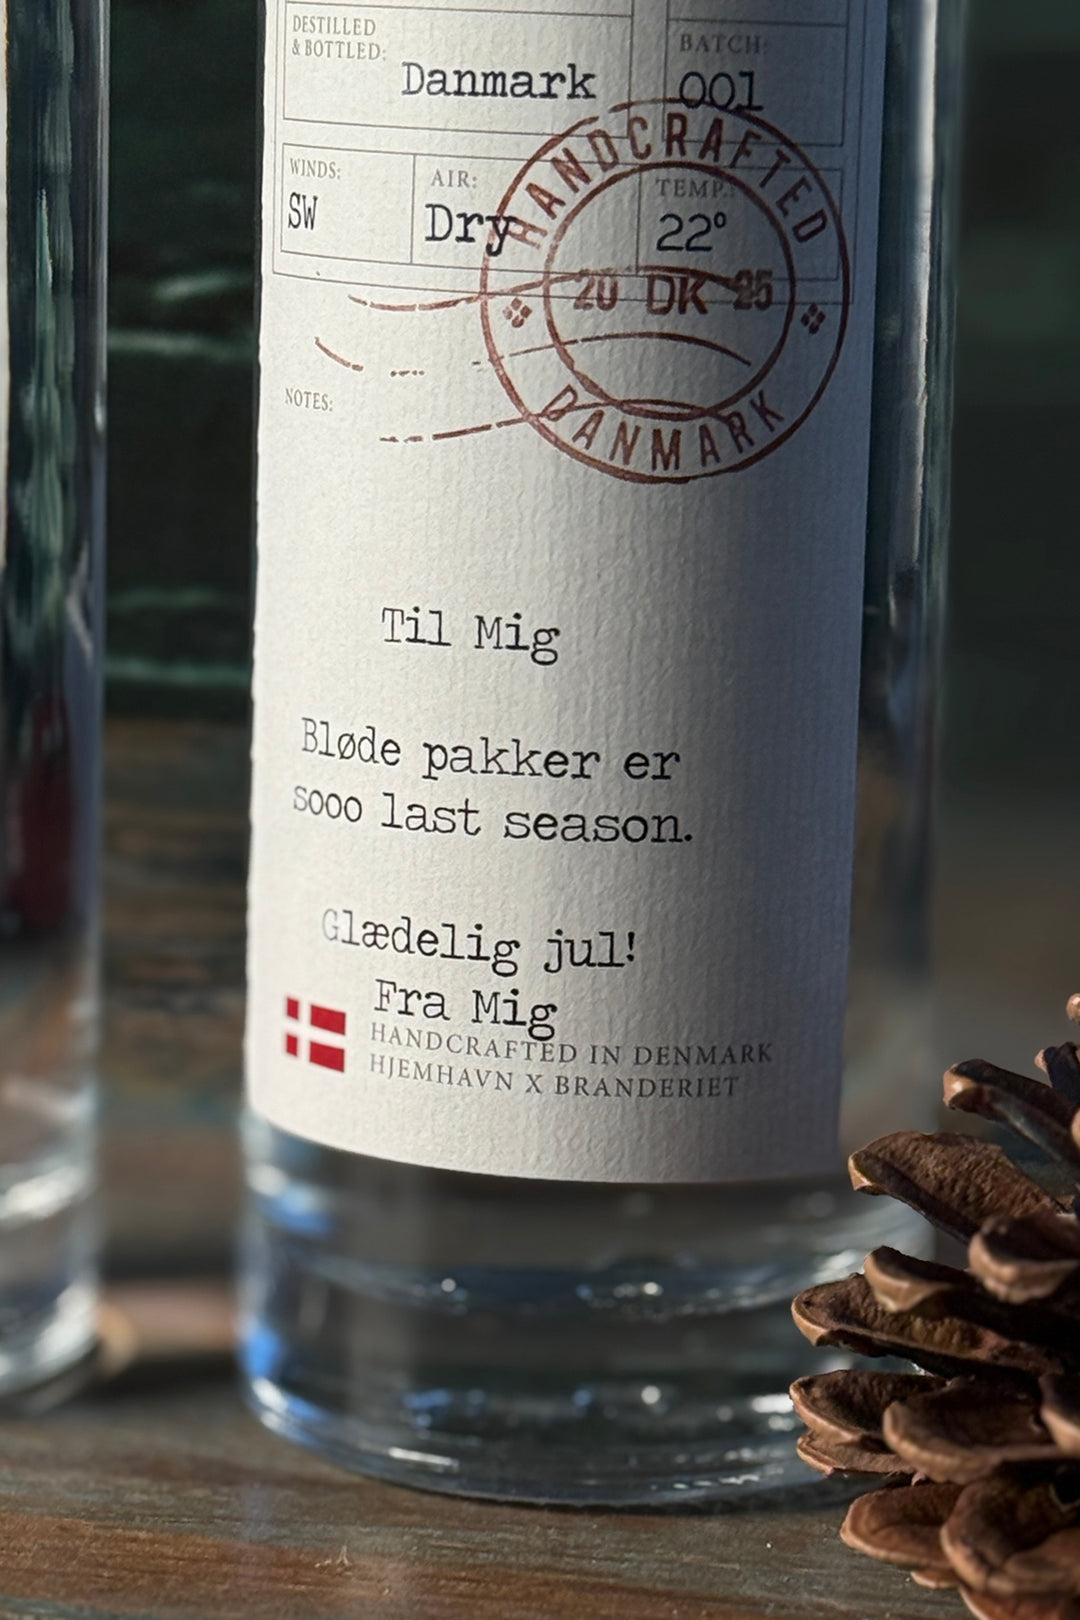 DESTILLED
& BOTTLED:
Danmark
BATCH:
001
WINDS:
SW
AIR:
Dry
TEMP.:
22°
HANDCRAFTED
20 DK 25
DANMARK
NOTES:
Til Mig
Bløde pakker er
sooo last season.
Glædelig jul!
Fra Mig
HANDCRAFTED IN DENMARK
HJEMHAVN X BRANDERIET